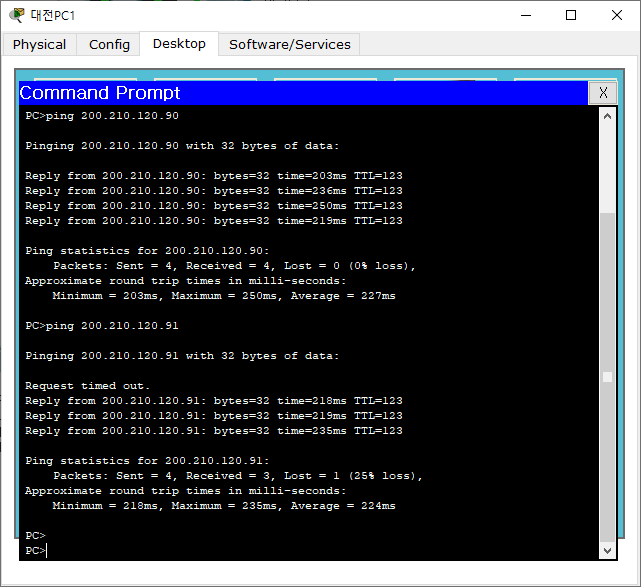 대전PC1
Physical
Config
Desktop
Software/Services
Command Prompt
X
PC>ping 200.210.120.90
Pinging 200.210.120.90 with 32 bytes of data:
Reply from 200.210.120.90: bytes=32 time=203ms TTL=123
Reply from 200.210.120.90: bytes=32 time=236ms TTL=123
Reply from 200.210.120.90: bytes=32 time=250ms TTL=123
Reply from 200.210.120.90: bytes=32 time=219ms TTL=123
Ping statistics for 200.210.120.90:
Packets: Sent = 4, Received = 4, Lost = 0 (0% loss),
Approximate round trip times in milli-seconds:
Minimum = 203ms, Maximum = 250ms, Average = 227ms
PC>ping 200.210.120.91
Pinging 200.210.120.91 with 32 bytes of data:
Request timed out.
Reply from 200.210.120.91: bytes=32 time=218ms TTL=123
Reply from 200.210.120.91: bytes=32 time=219ms TTL=123
Reply from 200.210.120.91: bytes=32 time=235ms TTL=123
Ping statistics for 200.210.120.91:
Packets: Sent = 4, Received = 3, Lost = 1 (25% loss),
Approximate round trip times in milli-seconds:
Minimum = 218ms, Maximum = 235ms, Average = 224ms
PC>
PC>